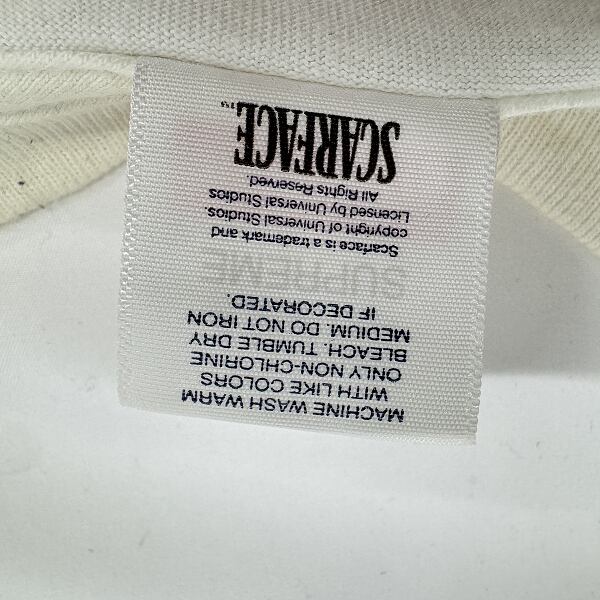 MACHINE WASH WARM
WITH LIKE COLORS
ONLY NON-CHLORINE
BLEACH. TUMBLE DRY
MEDIUM. DO NOT IRON
IF DECORATED.
SUPREME
Scarface is a trademark and
copyright of Universal Studios.
Licensed by Universal Studios
All Rights Reserved.
SCARFACE™